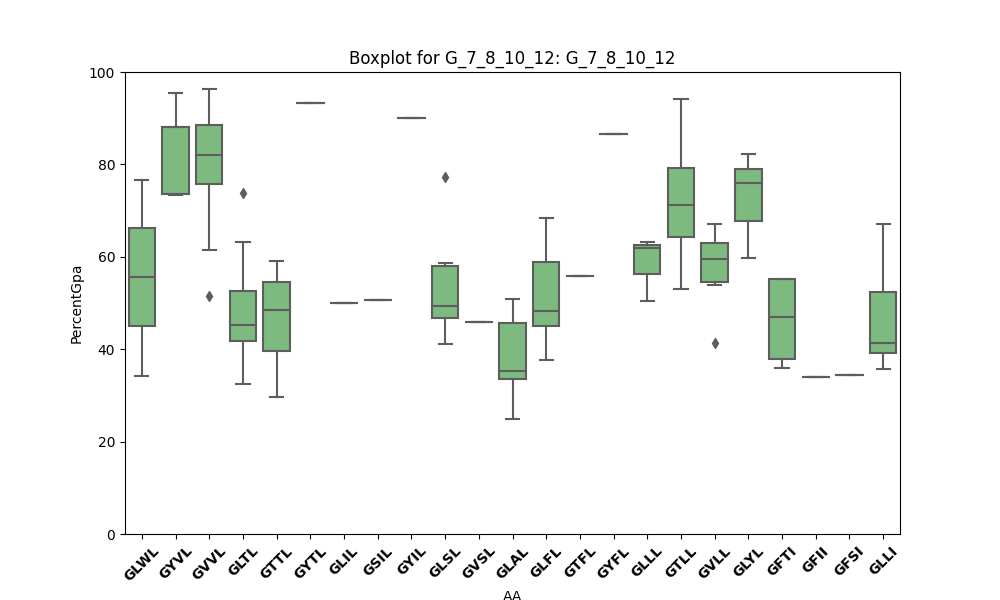 Boxplot for G_7_8_10_12: G_7_8_10_12
100
80
60
40
20
0
PercentGpa
GLWL
GYVL
GVVL
GLTL
GTTL
GYTL
GLIL
GSIL
GYIL
GLSL
GVSL
GLAL
GLFL
GTFL
GYFL
GLLL
GTLL
GVLL
GLYL
GFTI
GFII
GFSI
GLLI
AA